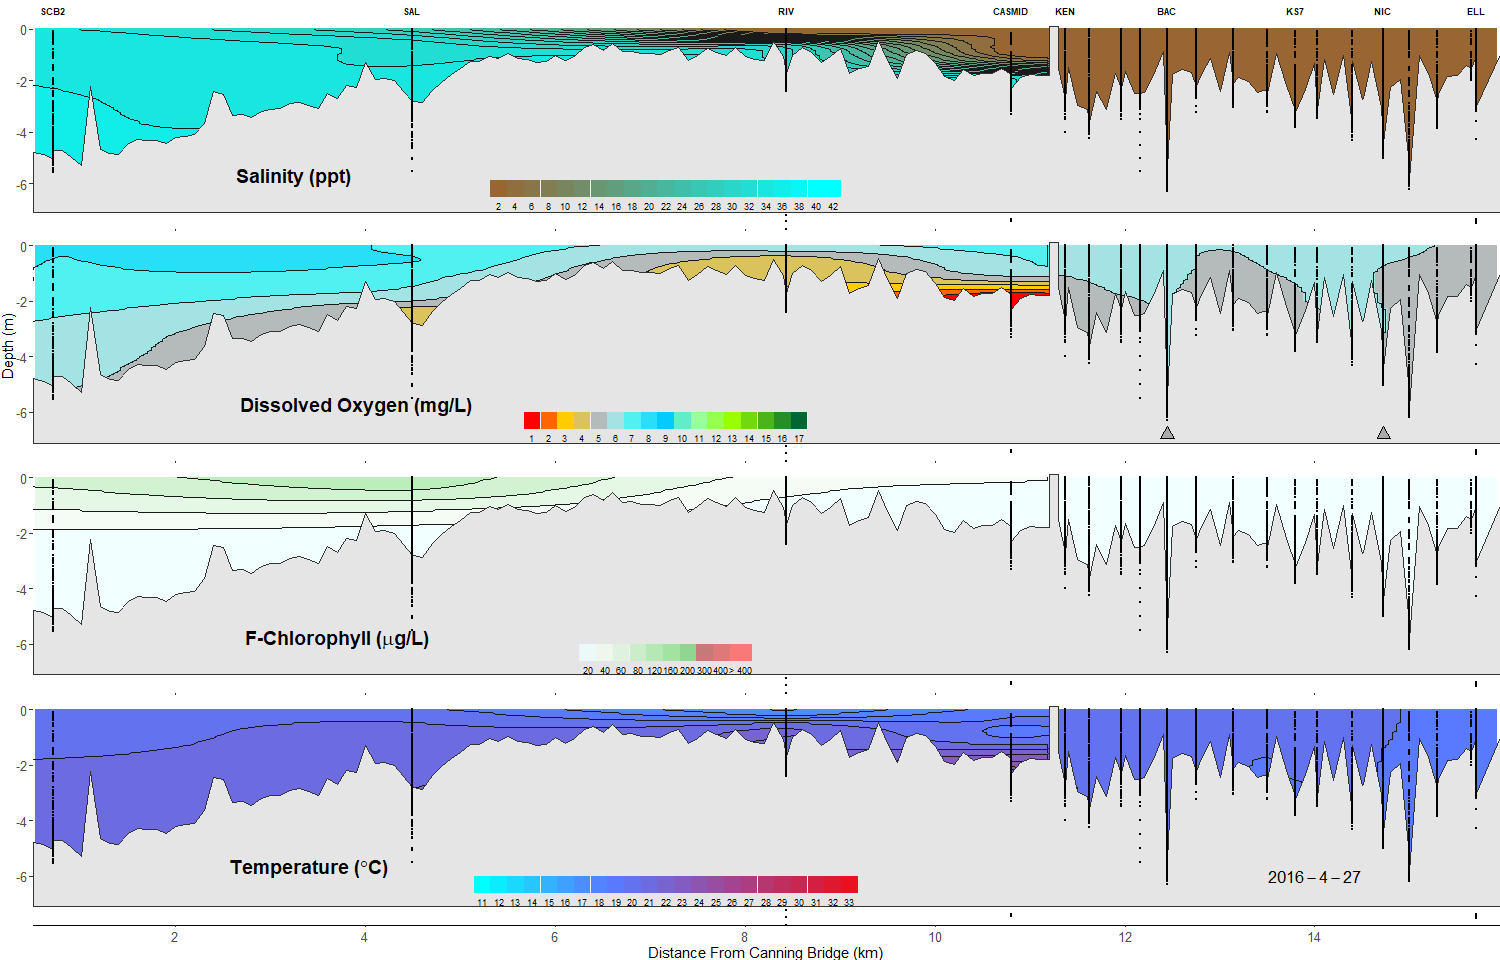 SCB2 SAL RIV CASMID KEN BAC KS7 NIC ELL
0
-2
-4
-6
Salinity (ppt)
2 4 6 8 10 12 14 16 18 20 22 24 26 28 30 32 34 36 38 40 42
0
-2
-4
-6
Depth (m)
Dissolved Oxygen (mg/L)
1 2 3 4 5 6 7 8 9 10 11 12 13 14 15 16 17
0
-2
-4
-6
F-Chlorophyll (μg/L)
20 40 60 80 120 160 200 300 400 > 400
0
-2
-4
-6
Temperature (°C)
2016 – 4 – 27
11 12 13 14 15 16 17 18 19 20 21 22 23 24 25 26 27 28 29 30 31 32 33
2 4 6 8 10 12 14
Distance From Canning Bridge (km)